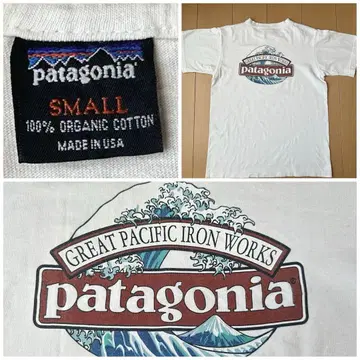 patagonia®
SMALL
100% ORGANIC COTTON
MADE IN USA
GREAT PACIFIC IRON WORKS
patagonia
GREAT PACIFIC IRON WORKS
patagonia®